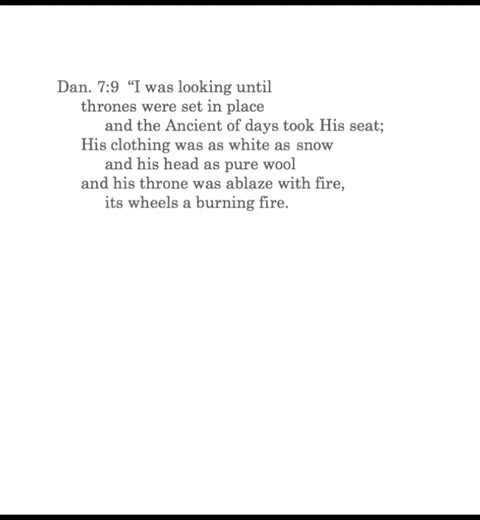 Dan. 7:9  “I was looking until
thrones were set in place
and the Ancient of days took His seat;
His clothing was as white as snow
and his head as pure wool
and his throne was ablaze with fire,
its wheels a burning fire.